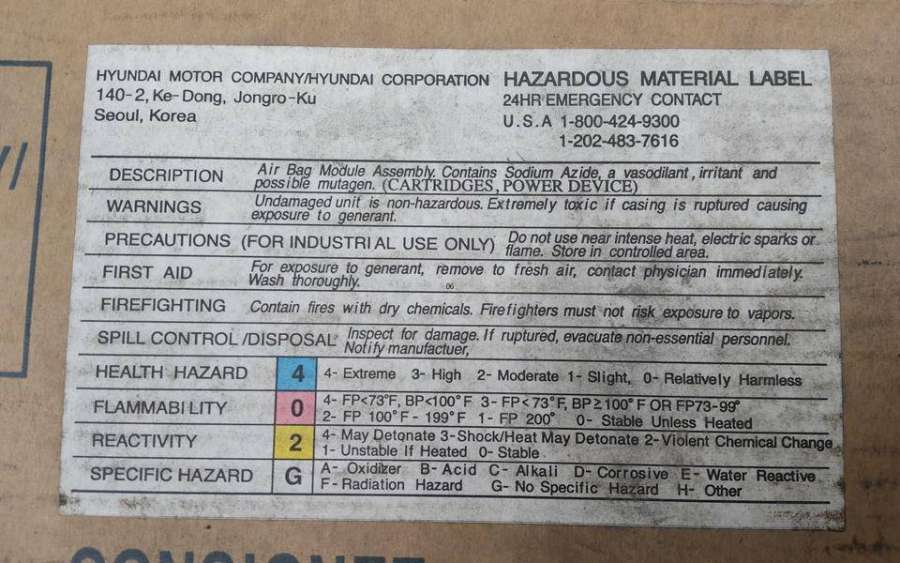 HYUNDAI MOTOR COMPANY/HYUNDAI CORPORATION
140-2, Ke-Dong, Jongro-Ku
Seoul, Korea
HAZARDOUS MATERIAL LABEL
24HR EMERGENCY CONTACT
U.S.A 1-800-424-9300
1-202-483-7616
DESCRIPTION
Air Bag Module Assembly. Contains Sodium Azide, a vasodilant, irritant and
possible mutagen. (CARTRIDGES, POWER DEVICE)
WARNINGS
Undamaged unit is non-hazardous. Extremely toxic if casing is ruptured causing
exposure to generant.
PRECAUTIONS (FOR INDUSTRIAL USE ONLY)
Do not use near intense heat, electric sparks or
flame. Store in controlled area.
FIRST AID
For exposure to generant, remove to fresh air, contact physician immediately.
Wash thoroughly.
06
FIREFIGHTING
Contain fires with dry chemicals. Firefighters must not risk exposure to vapors.
SPILL CONTROL/DISPOSAL
Inspect for damage. If ruptured, evacuate non-essential personnel.
Notify manufactuer,
HEALTH HAZARD 4 4- Extreme 3- High 2- Moderate 1- Slight, 0- Relatively Harmless
FLAMMABILITY 0
4- FP<73°F, BP<100°F 3- FP<73°F, BP≥100°F OR FP73-99°
2- FP 100°F - 199°F 1- FP 200° 0- Stable Unless Heated
REACTIVITY 2
4- May Detonate 3-Shock/Heat May Detonate 2-Violent Chemical Change
1- Unstable If Heated 0- Stable
SPECIFIC HAZARD G
A- Oxidizer B- Acid C- Alkali D- Corrosive E- Water Reactive
F- Radiation Hazard G- No Specific Hazard H- Other